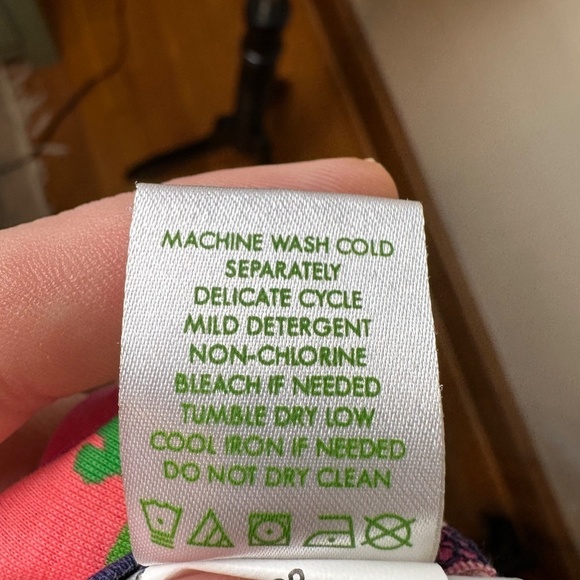 MACHINE WASH COLD
SEPARATELY
DELICATE CYCLE
MILD DETERGENT
NON-CHLORINE
BLEACH IF NEEDED
TUMBLE DRY LOW
COOL IRON IF NEEDED
DO NOT DRY CLEAN